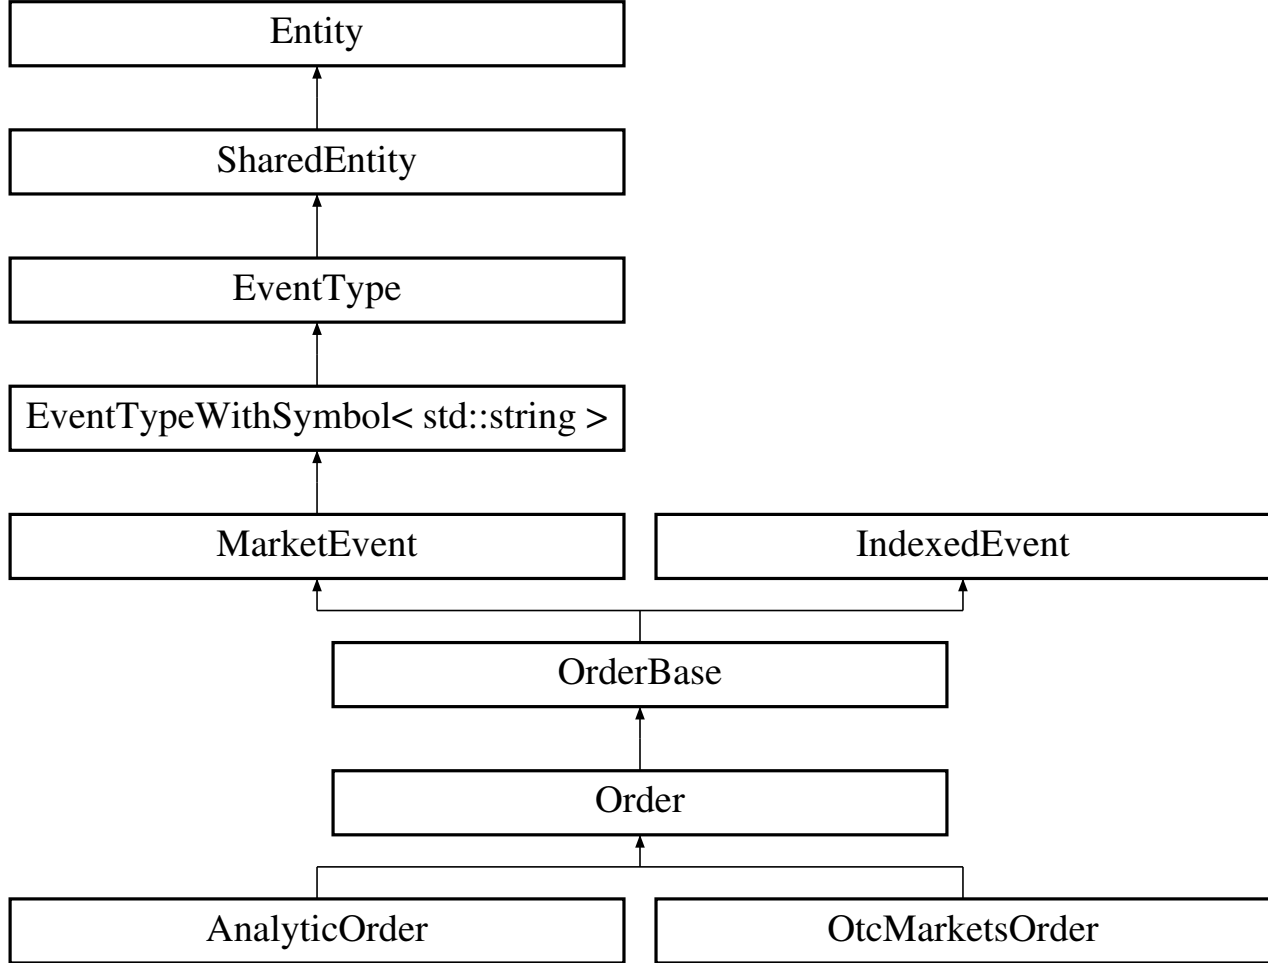 Entity
SharedEntity
EventType
EventTypeWithSymbol< std::string >
MarketEvent
IndexedEvent
OrderBase
Order
AnalyticOrder
OtcMarketsOrder